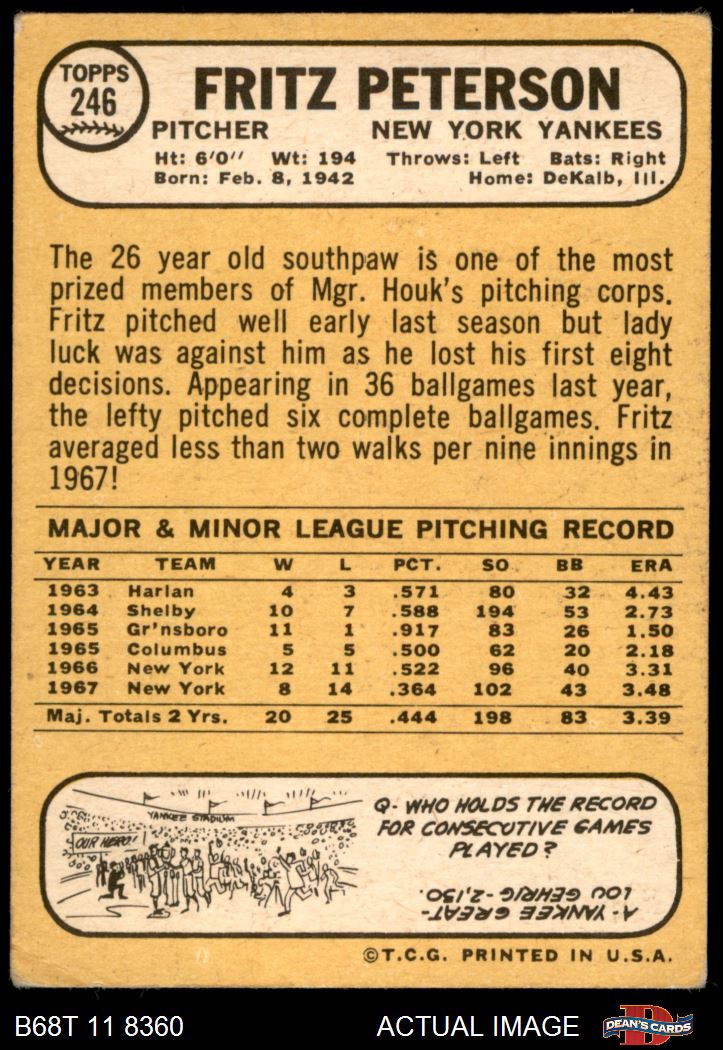 TOPPS
246
FRITZ PETERSON
PITCHER NEW YORK YANKEES
Ht: 6'0'' Wt: 194 Throws: Left Bats: Right
Born: Feb. 8, 1942 Home: DeKalb, Ill.
The 26 year old southpaw is one of the most
prized members of Mgr. Houk's pitching corps.
Fritz pitched well early last season but lady
luck was against him as he lost his first eight
decisions. Appearing in 36 ballgames last year,
the lefty pitched six complete ballgames. Fritz
averaged less than two walks per nine innings in
1967!
MAJOR & MINOR LEAGUE PITCHING RECORD
YEAR TEAM W L PCT. SO BB ERA
1963 Harlan 4 3 .571 80 32 4.43
1964 Shelby 10 7 .588 194 53 2.73
1965 Gr'nsboro 11 1 .917 83 26 1.50
1965 Columbus 5 5 .500 62 20 2.18
1966 New York 12 11 .522 96 40 3.31
1967 New York 8 14 .364 102 43 3.48
Maj. Totals 2 Yrs. 20 25 .444 198 83 3.39
YANKEE STADIUM
OUR HERO!
Q- WHO HOLDS THE RECORD
FOR CONSECUTIVE GAMES
PLAYED?
A- YANKEE GREAT-
LOU GEHRIG-2,130.
©T.C.G. PRINTED IN U.S.A.
B68T 11 8360 ACTUAL IMAGE
D
DEAN'S CARDS